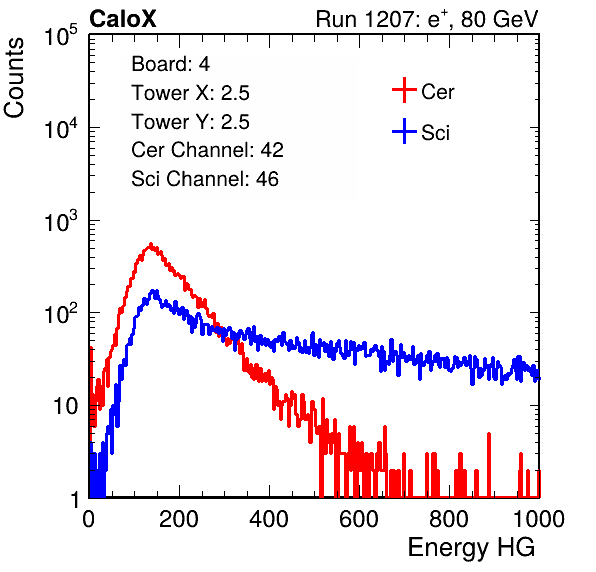 CaloX Run 1207: e⁺, 80 GeV
Counts
10⁵
10⁴
10³
10²
10
1
Board: 4
Tower X: 2.5
Tower Y: 2.5
Cer Channel: 42
Sci Channel: 46
Cer
Sci
0 200 400 600 800 1000
Energy HG